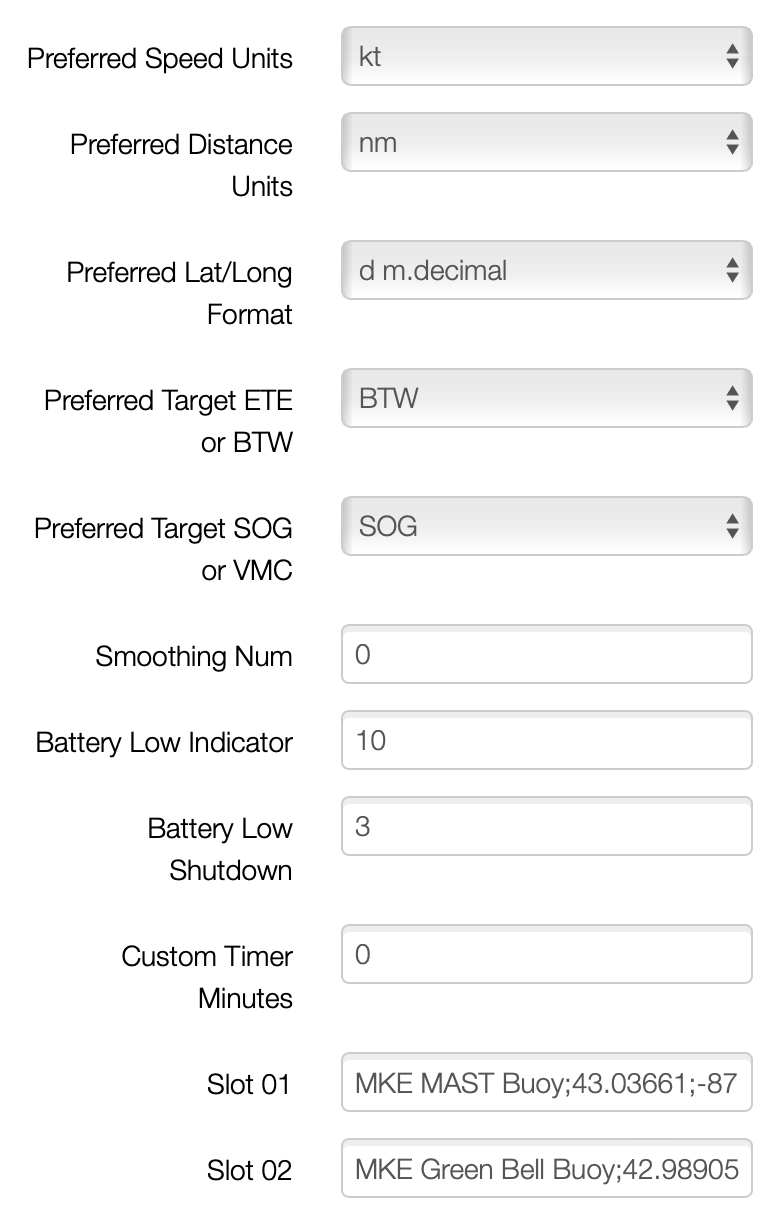 Preferred Speed Units kt
Preferred Distance nm
Units
Preferred Lat/Long d m.decimal
Format
Preferred Target ETE BTW
or BTW
Preferred Target SOG SOG
or VMC
Smoothing Num 0
Battery Low Indicator 10
Battery Low 3
Shutdown
Custom Timer 0
Minutes
Slot 01 MKE MAST Buoy;43.03661;-87
Slot 02 MKE Green Bell Buoy;42.98905